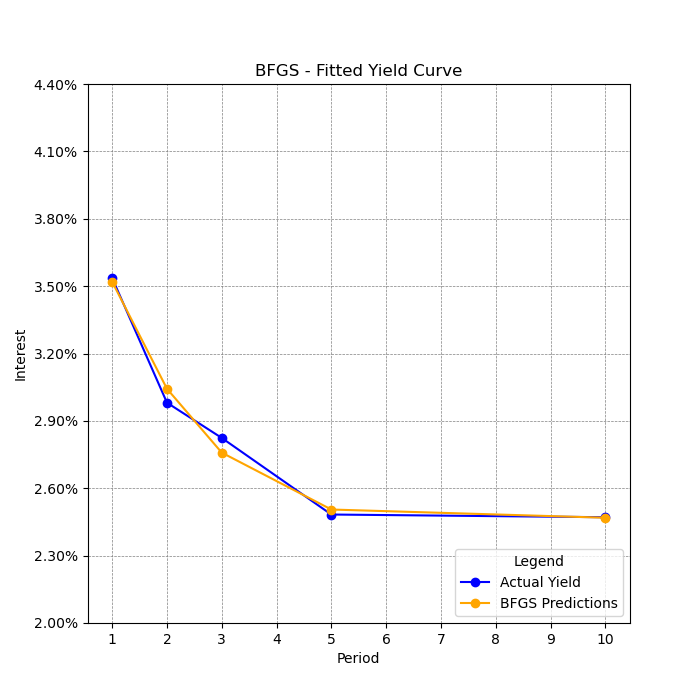 BFGS - Fitted Yield Curve
4.40%
4.10%
3.80%
3.50%
3.20%
2.90%
2.60%
2.30%
2.00%
Interest
1 2 3 4 5 6 7 8 9 10
Period
Legend
Actual Yield
BFGS Predictions